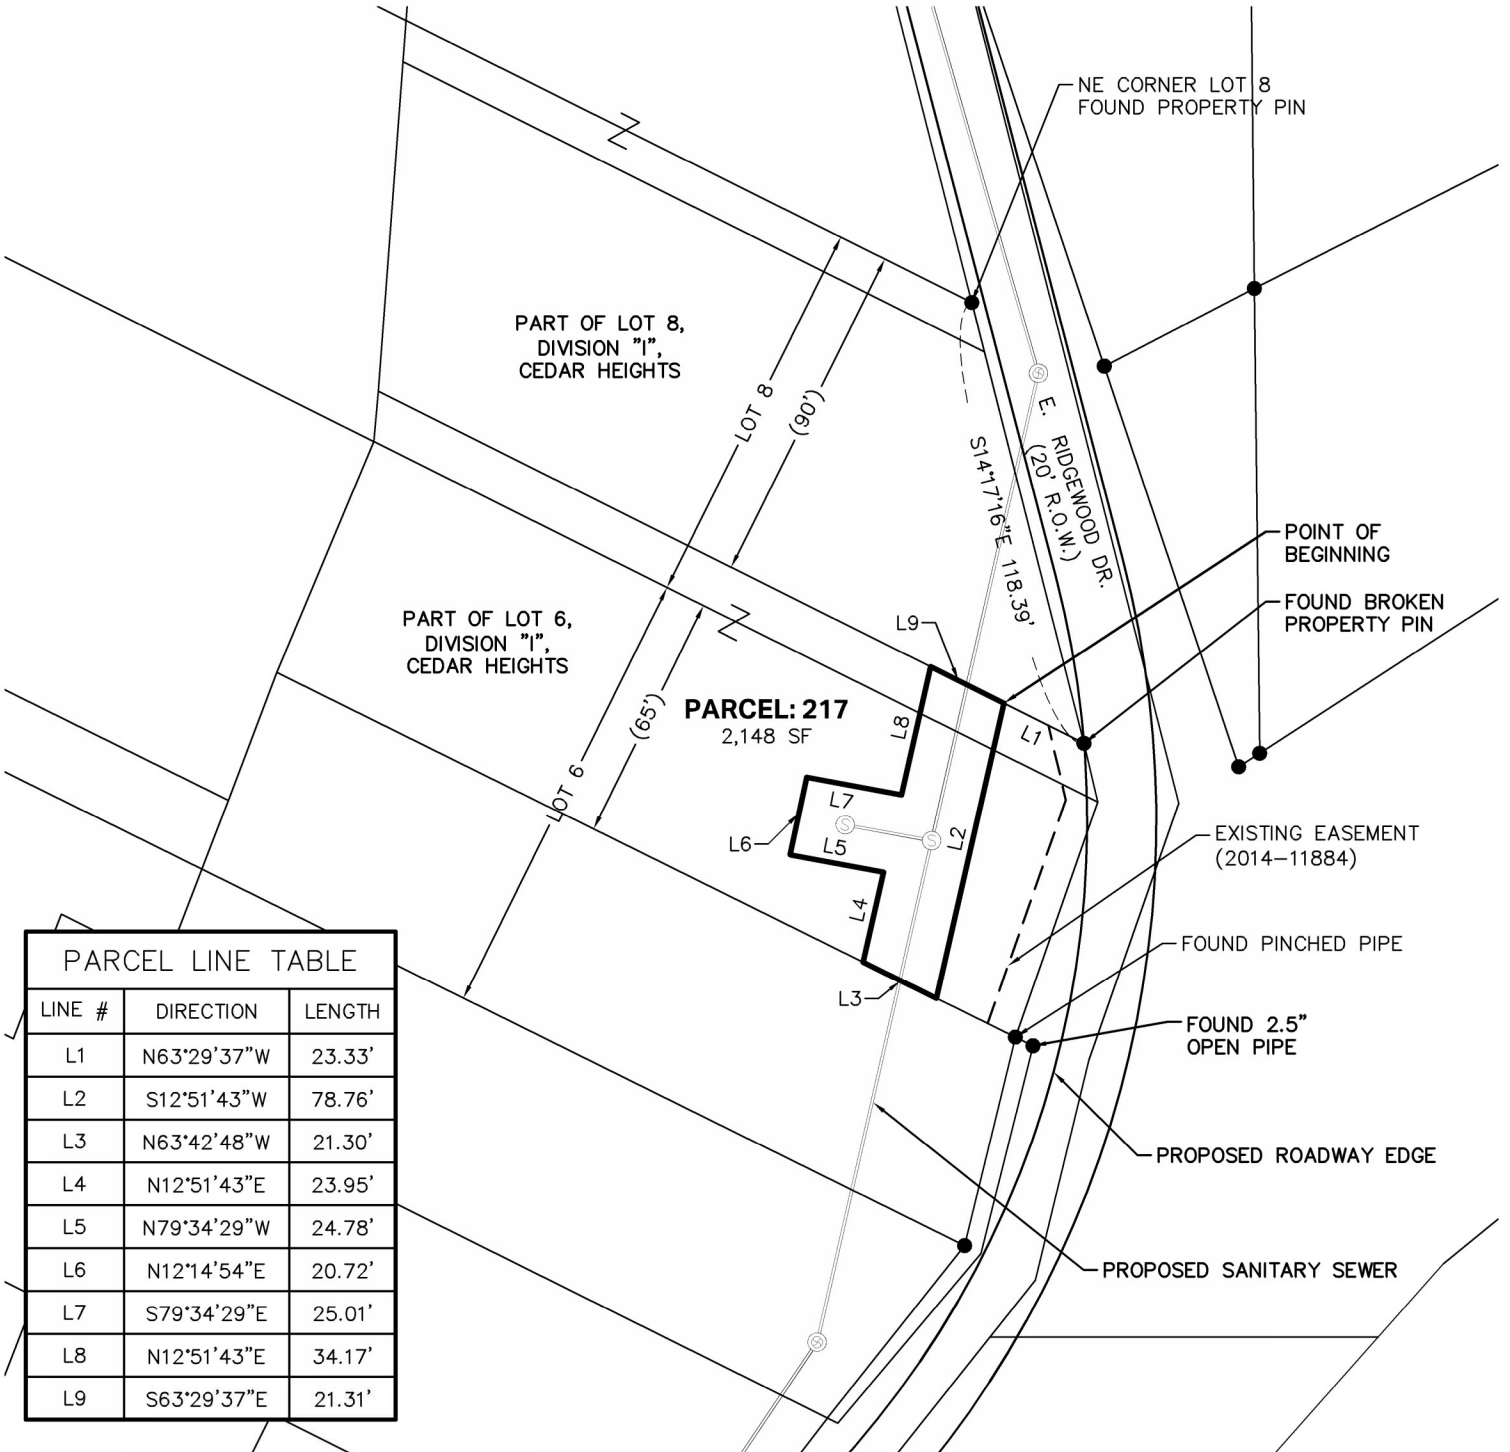 NE CORNER LOT 8
FOUND PROPERTY PIN
PART OF LOT 8,
DIVISION "I",
CEDAR HEIGHTS
LOT 8
(90')
E. RIDGEWOOD DR.
(20' R.O.W.)
S14°17'16"E 118.39'
POINT OF
BEGINNING
FOUND BROKEN
PROPERTY PIN
PART OF LOT 6,
DIVISION "I",
CEDAR HEIGHTS
LOT 6
(65')
PARCEL: 217
2,148 SF
L9
L8
L1
L7
L6
L5
L2
L4
L3
EXISTING EASEMENT
(2014-11884)
FOUND PINCHED PIPE
FOUND 2.5"
OPEN PIPE
PROPOSED ROADWAY EDGE
PROPOSED SANITARY SEWER
S
S
S
S
PARCEL LINE TABLE
LINE # DIRECTION LENGTH
L1 N63°29'37"W 23.33'
L2 S12°51'43"W 78.76'
L3 N63°42'48"W 21.30'
L4 N12°51'43"E 23.95'
L5 N79°34'29"W 24.78'
L6 N12°14'54"E 20.72'
L7 S79°34'29"E 25.01'
L8 N12°51'43"E 34.17'
L9 S63°29'37"E 21.31'